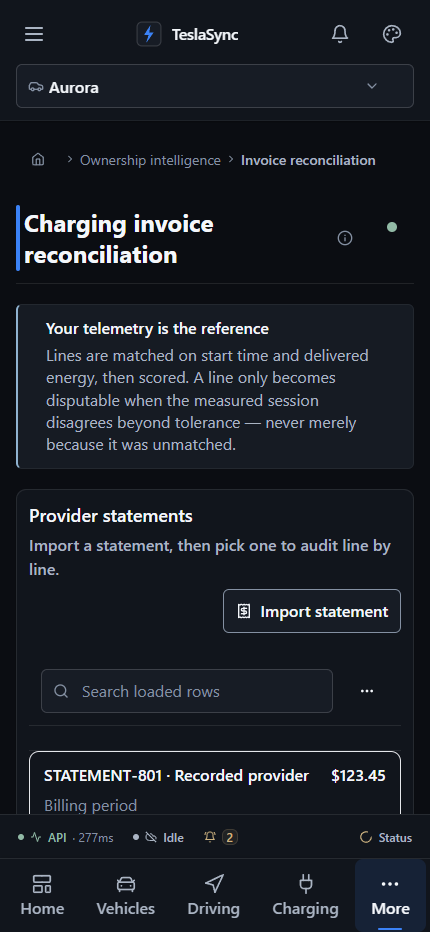 TeslaSync
Aurora
Ownership intelligence
Invoice reconciliation
Charging invoice
reconciliation
Your telemetry is the reference
Lines are matched on start time and delivered
energy, then scored. A line only becomes
disputable when the measured session
disagrees beyond tolerance — never merely
because it was unmatched.
Provider statements
Import a statement, then pick one to audit line by
line.
Import statement
Search loaded rows
STATEMENT-801 · Recorded provider $123.45
Billing period
API · 277ms Idle 2 Status
Home Vehicles Driving Charging More